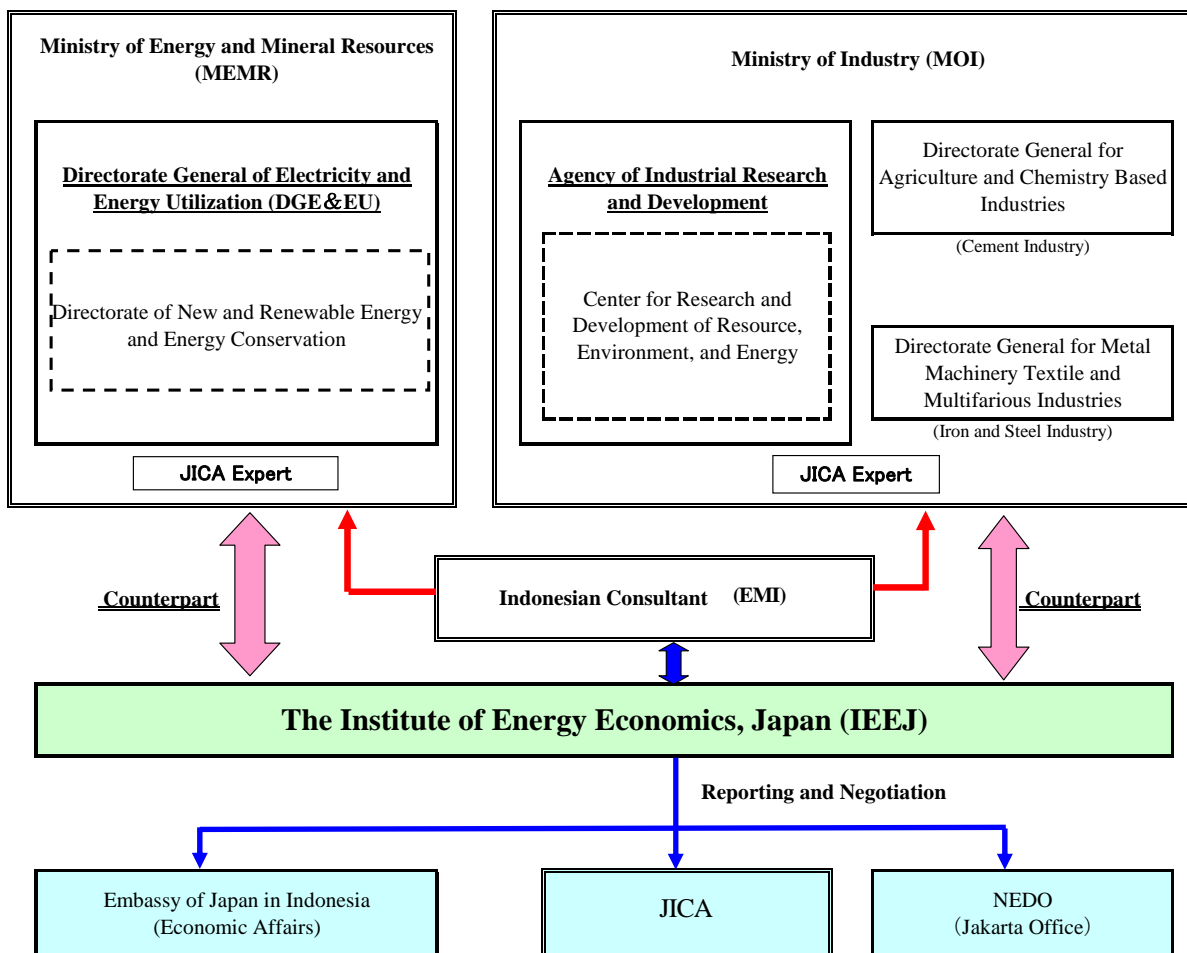 Ministry of Energy and Mineral Resources
(MEMR)
Directorate General of Electricity and
Energy Utilization (DGE＆EU)
Directorate of New and Renewable Energy
and Energy Conservation
JICA Expert
Ministry of Industry (MOI)
Agency of Industrial Research
and Development
Center for Research and
Development of Resource,
Environment, and Energy
Directorate General for
Agriculture and Chemistry Based
Industries
(Cement Industry)
Directorate General for Metal
Machinery Textile and
Multifarious Industries
(Iron and Steel Industry)
JICA Expert
Counterpart
Indonesian Consultant (EMI)
Counterpart
The Institute of Energy Economics, Japan (IEEJ)
Reporting and Negotiation
Embassy of Japan in Indonesia
(Economic Affairs)
JICA
NEDO
（Jakarta Office）